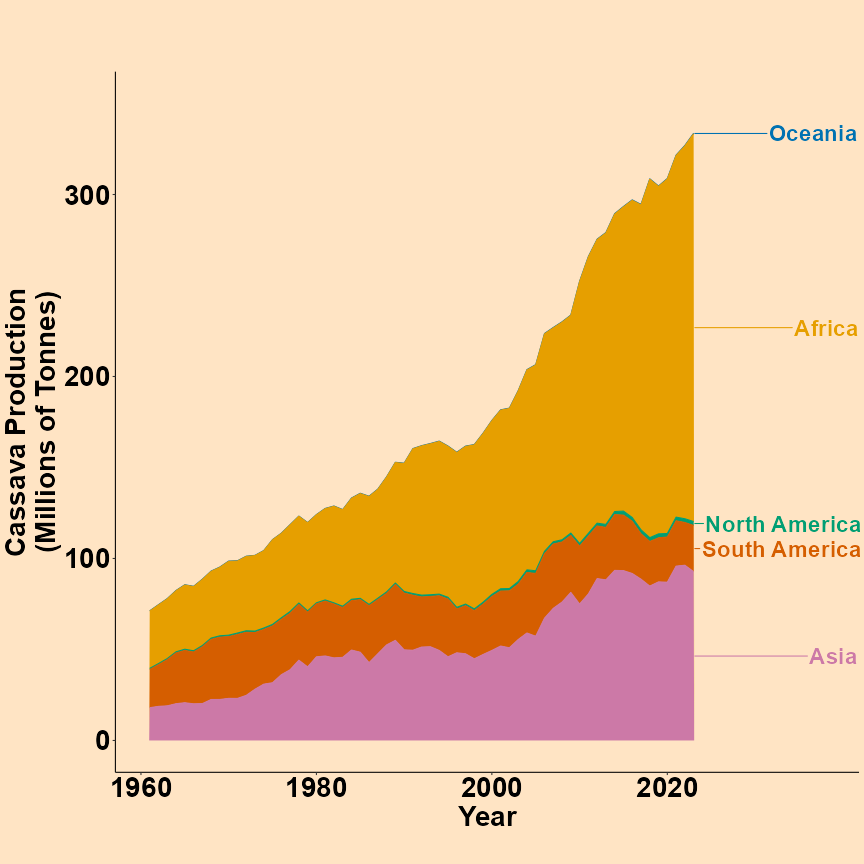 Cassava Production
(Millions of Tonnes)
300
200
100
0
1960
1980
2000
2020
Year
Oceania
Africa
North America
South America
Asia